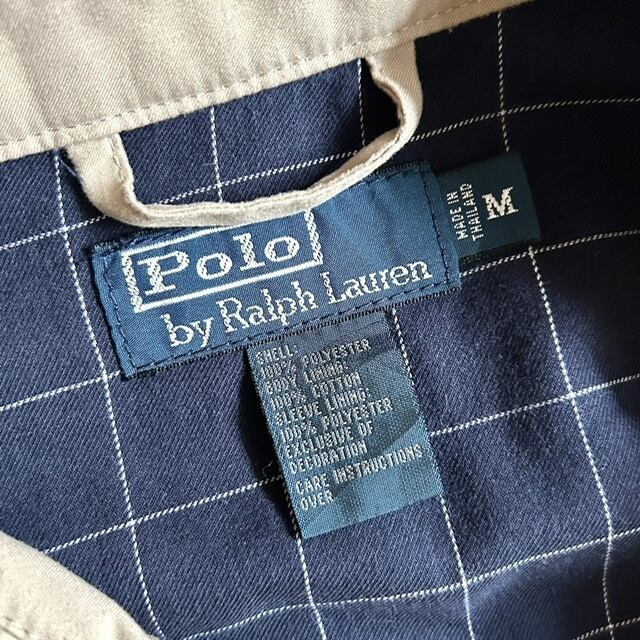 Polo
by Ralph Lauren
MADE IN
THAILAND
M
SHELL:
100% POLYESTER
BODY LINING
100% COTTON
SLEEVE LINING
100% POLYESTER
EXCLUSIVE OF
DECORATION
CARE INSTRUCTIONS
OVER